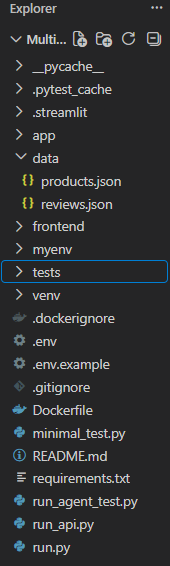 Explorer
Multi...
__pycache__
.pytest_cache
.streamlit
app
data
products.json
reviews.json
frontend
myenv
tests
venv
.dockerignore
.env
.env.example
.gitignore
Dockerfile
minimal_test.py
README.md
requirements.txt
run_agent_test.py
run_api.py
run.py